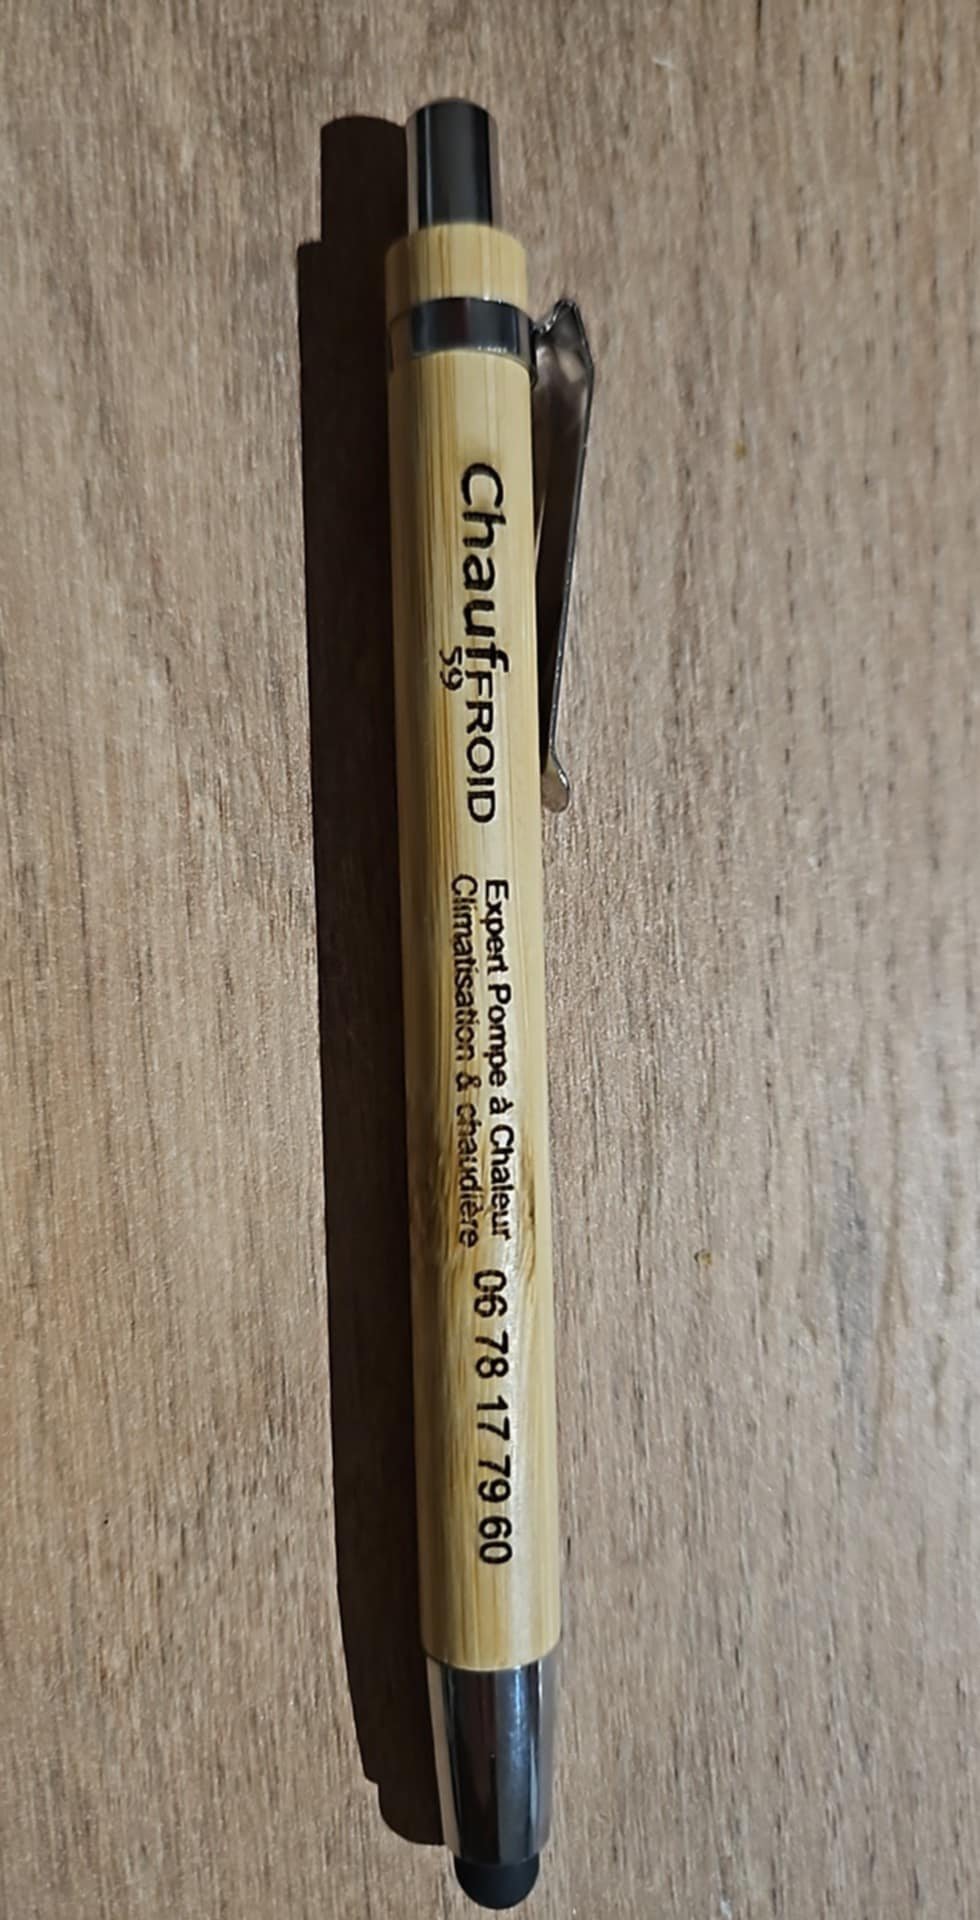 ChaufFROID
59
Expert Pompe à Chaleur
Climatisation & chaudière
06 78 17 79 60